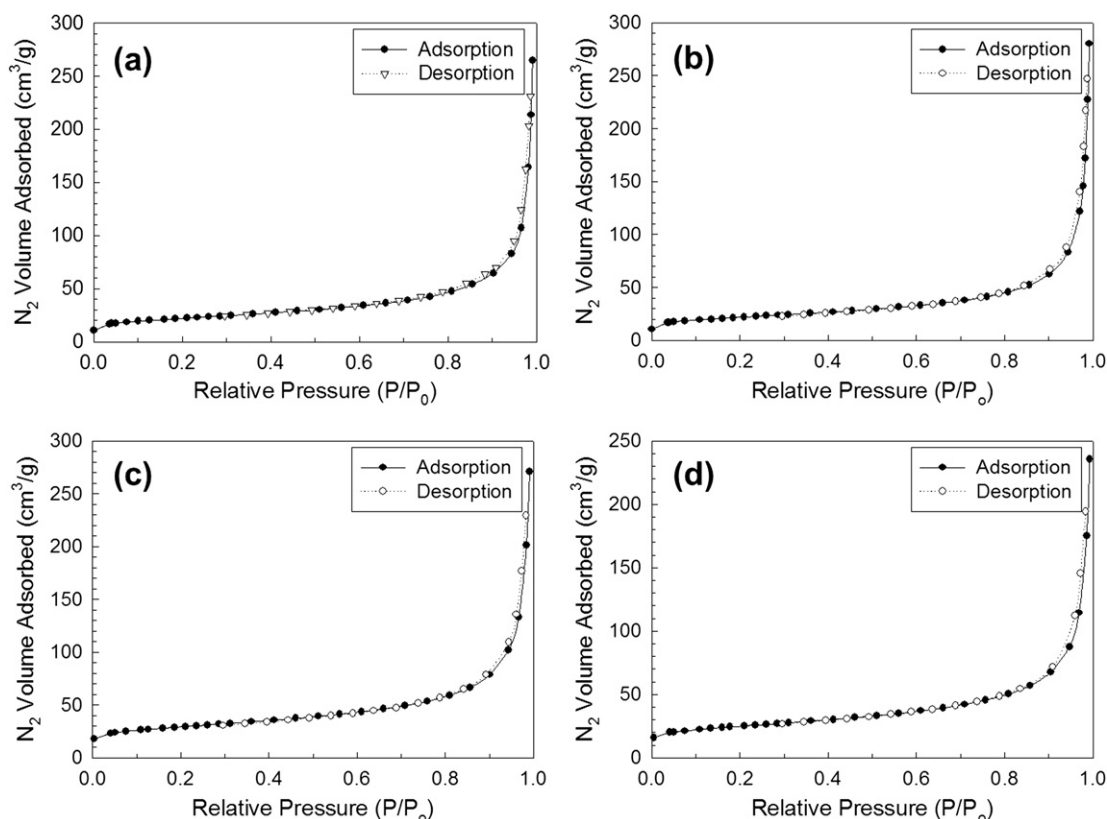 (a)
Adsorption
Desorption
N₂ Volume Adsorbed (cm³/g)
300
250
200
150
100
50
0
0.0 0.2 0.4 0.6 0.8 1.0
Relative Pressure (P/P₀)
(b)
Adsorption
Desorption
N₂ Volume Adsorbed (cm³/g)
300
250
200
150
100
50
0
0.0 0.2 0.4 0.6 0.8 1.0
Relative Pressure (P/Pₒ)
(c)
Adsorption
Desorption
N₂ Volume Adsorbed (cm³/g)
300
250
200
150
100
50
0
0.0 0.2 0.4 0.6 0.8 1.0
Relative Pressure (P/P₀)
(d)
Adsorption
Desorption
N₂ Volume Adsorbed (cm³/g)
250
200
150
100
50
0
0.0 0.2 0.4 0.6 0.8 1.0
Relative Pressure (P/P₀)